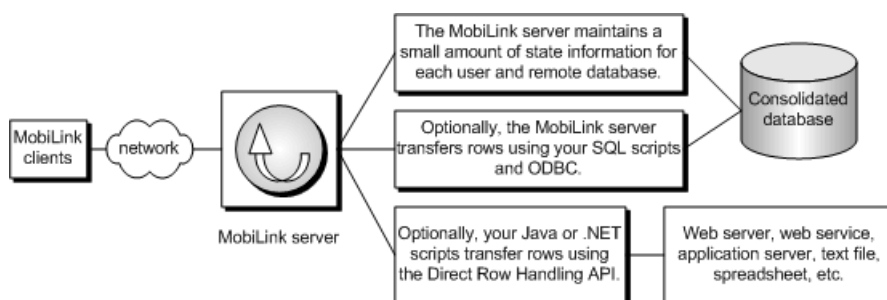 MobiLink
clients
network
MobiLink server
The MobiLink server maintains a
small amount of state information for
each user and remote database.
Optionally, the MobiLink server
transfers rows using your SQL scripts
and ODBC.
Optionally, your Java or .NET
scripts transfer rows using
the Direct Row Handling API.
Consolidated
database
Web server, web service,
application server, text file,
spreadsheet, etc.